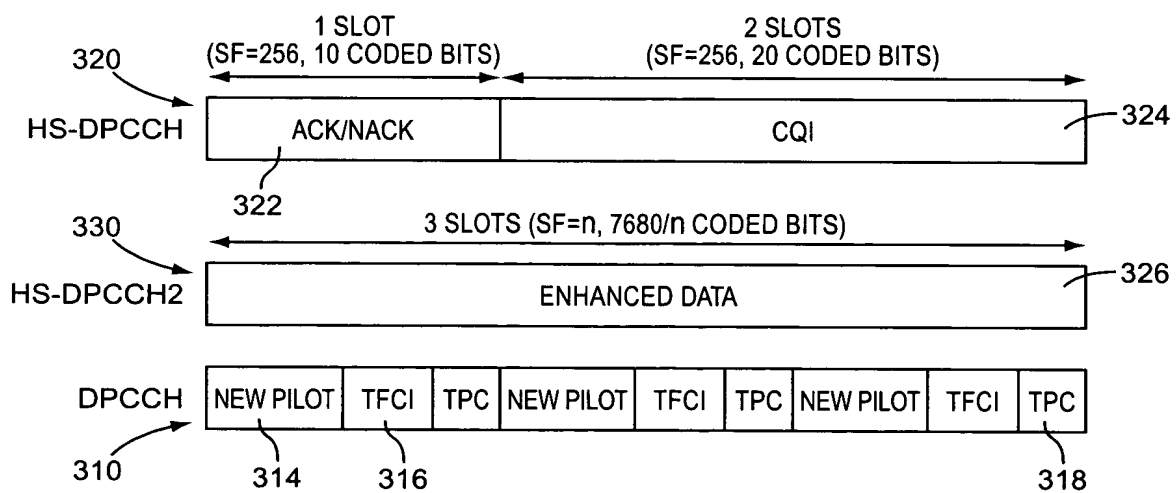 1 SLOT
(SF=256, 10 CODED BITS)
2 SLOTS
(SF=256, 20 CODED BITS)
320
HS-DPCCH
ACK/NACK
CQI
324
322
330
3 SLOTS (SF=n, 7680/n CODED BITS)
HS-DPCCH2
ENHANCED DATA
326
DPCCH
NEW PILOT TFCI TPC NEW PILOT TFCI TPC NEW PILOT TFCI TPC
310
314
316
318